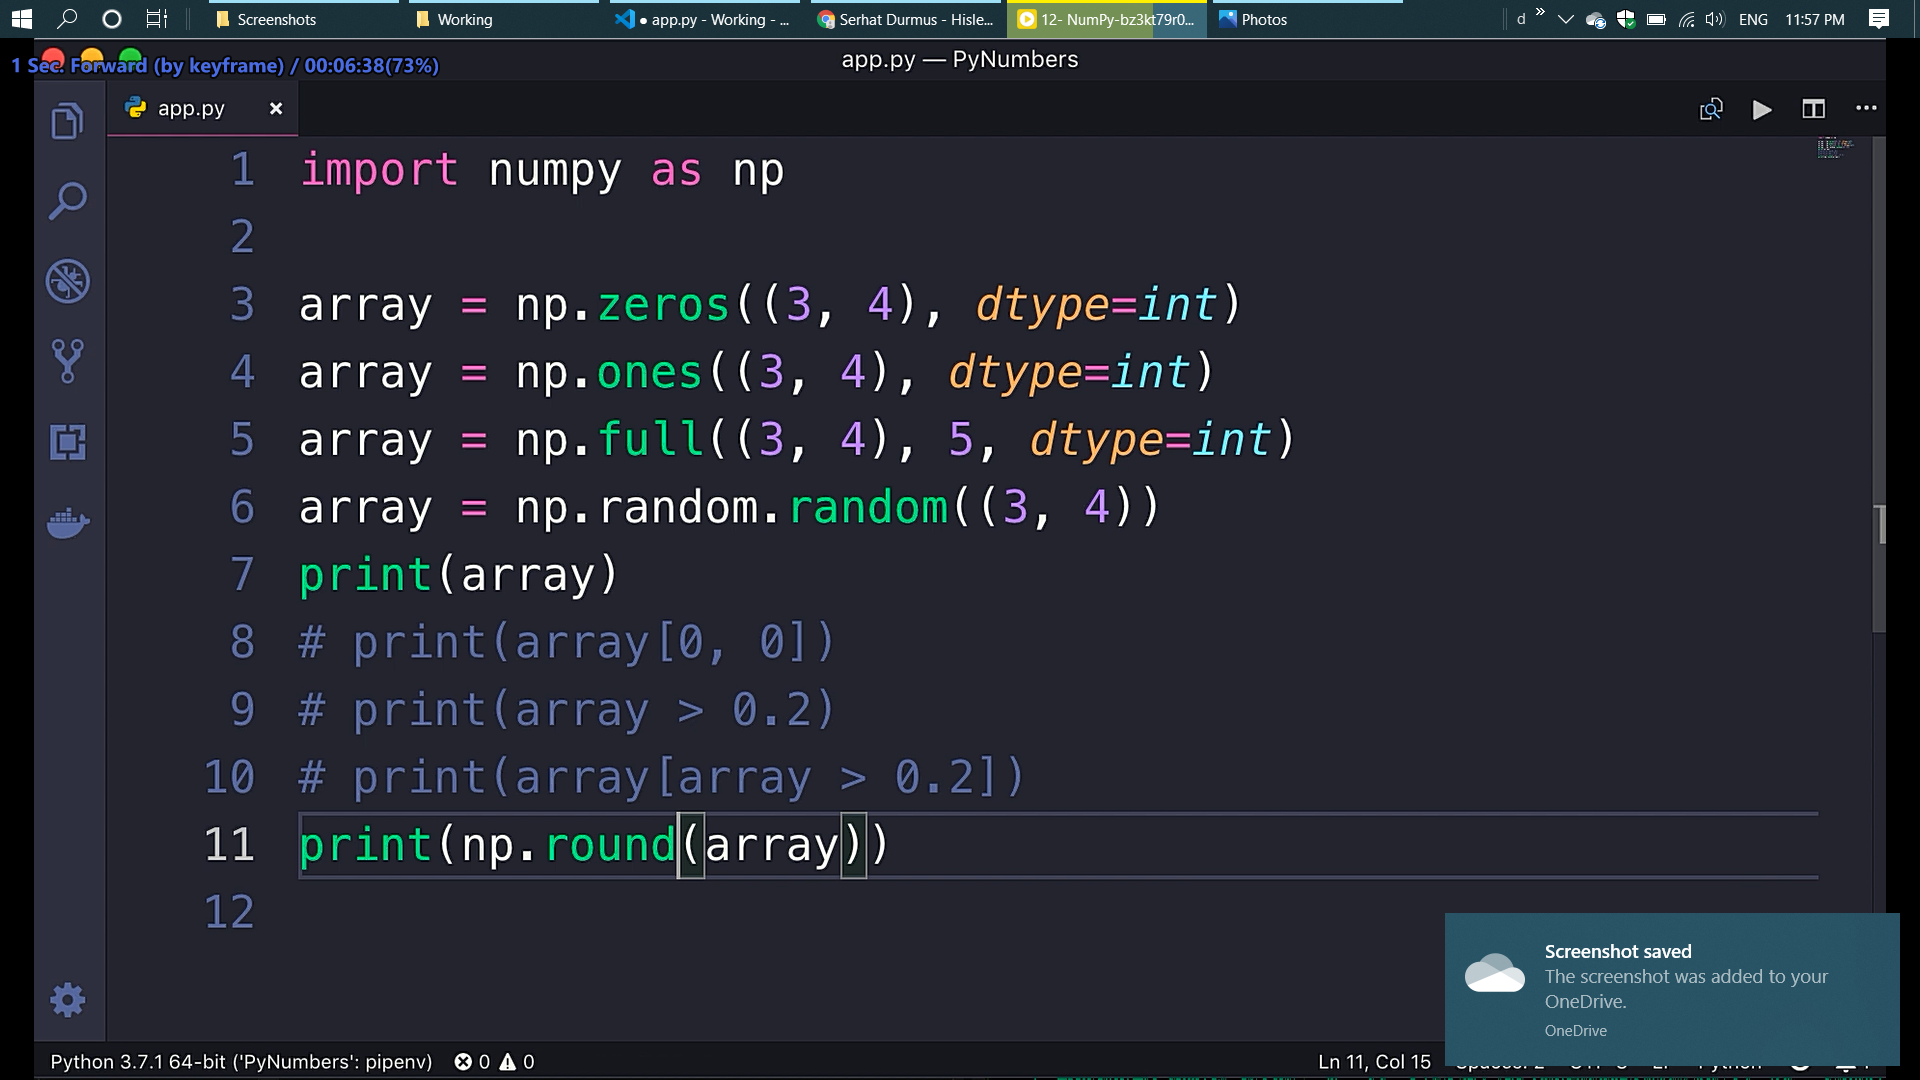 Screenshots
Working
● app.py - Working - ...
Serhat Durmus - Hisle...
12- NumPy-bz3kt79r0...
Photos
d
ENG
11:57 PM
1 Sec. Forward (by keyframe) / 00:06:38(73%)
app.py — PyNumbers
app.py ×
1 import numpy as np
2
3 array = np.zeros((3, 4), dtype=int)
4 array = np.ones((3, 4), dtype=int)
5 array = np.full((3, 4), 5, dtype=int)
6 array = np.random.random((3, 4))
7 print(array)
8 # print(array[0, 0])
9 # print(array > 0.2)
10 # print(array[array > 0.2])
11 print(np.round(array))
12
Screenshot saved
The screenshot was added to your
OneDrive.
OneDrive
Python 3.7.1 64-bit ('PyNumbers': pipenv) 0 0
Ln 11, Col 15